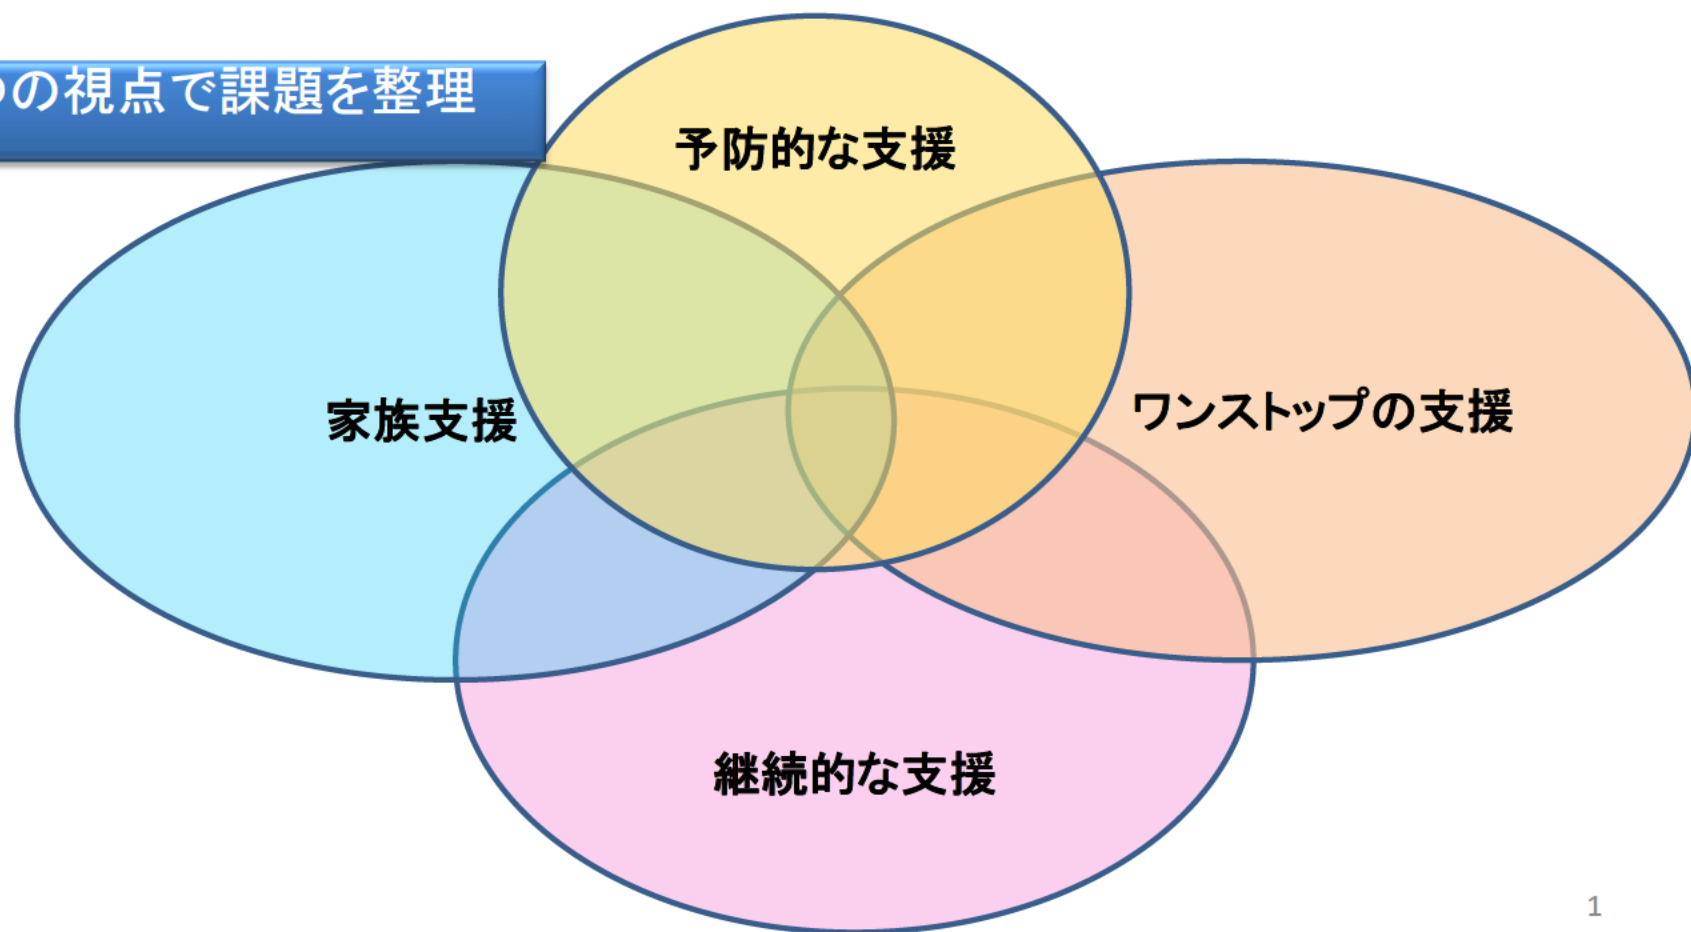 つの視点で課題を整理
予防的な支援
家族支援
ワンストップの支援
継続的な支援
1